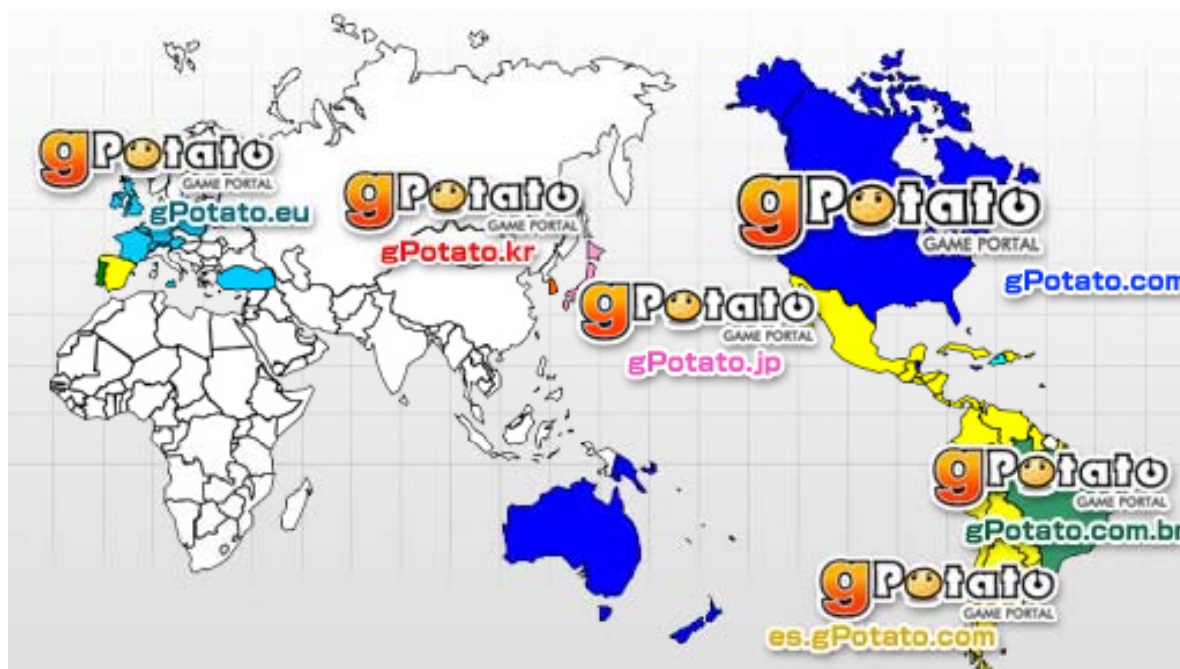 gPotato
GAME PORTAL
gPotato.eu
gPotato
GAME PORTAL
gPotato.kr
gPotato
GAME PORTAL
gPotato.com
gPotato
GAME PORTAL
gPotato.jp
gPotato
GAME PORTAL
gPotato.com.br
gPotato
GAME PORTAL
es.gPotato.com